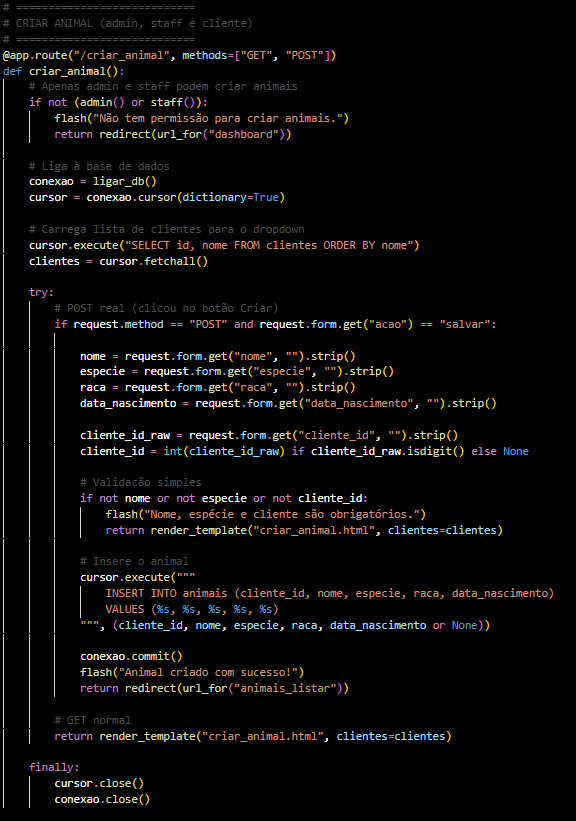 # ============================
# CRIAR ANIMAL (admin, staff e cliente)
# ============================
@app.route("/criar_animal", methods=["GET", "POST"])
def criar_animal():
# Apenas admin e staff podem criar animais
if not (admin() or staff()):
flash("Não tem permissão para criar animais.")
return redirect(url_for("dashboard"))
# Liga à base de dados
conexao = ligar_db()
cursor = conexao.cursor(dictionary=True)
# Carrega lista de clientes para o dropdown
cursor.execute("SELECT id, nome FROM clientes ORDER BY nome")
clientes = cursor.fetchall()
try:
# POST real (clicou no botão Criar)
if request.method == "POST" and request.form.get("acao") == "salvar":
nome = request.form.get("nome", "").strip()
especie = request.form.get("especie", "").strip()
raca = request.form.get("raca", "").strip()
data_nascimento = request.form.get("data_nascimento", "").strip()
cliente_id_raw = request.form.get("cliente_id", "").strip()
cliente_id = int(cliente_id_raw) if cliente_id_raw.isdigit() else None
# Validação simples
if not nome or not especie or not cliente_id:
flash("Nome, espécie e cliente são obrigatórios.")
return render_template("criar_animal.html", clientes=clientes)
# Insere o animal
cursor.execute("""
INSERT INTO animais (cliente_id, nome, especie, raca, data_nascimento)
VALUES (%s, %s, %s, %s, %s)
""", (cliente_id, nome, especie, raca, data_nascimento or None))
conexao.commit()
flash("Animal criado com sucesso!")
return redirect(url_for("animais_listar"))
# GET normal
return render_template("criar_animal.html", clientes=clientes)
finally:
cursor.close()
conexao.close()